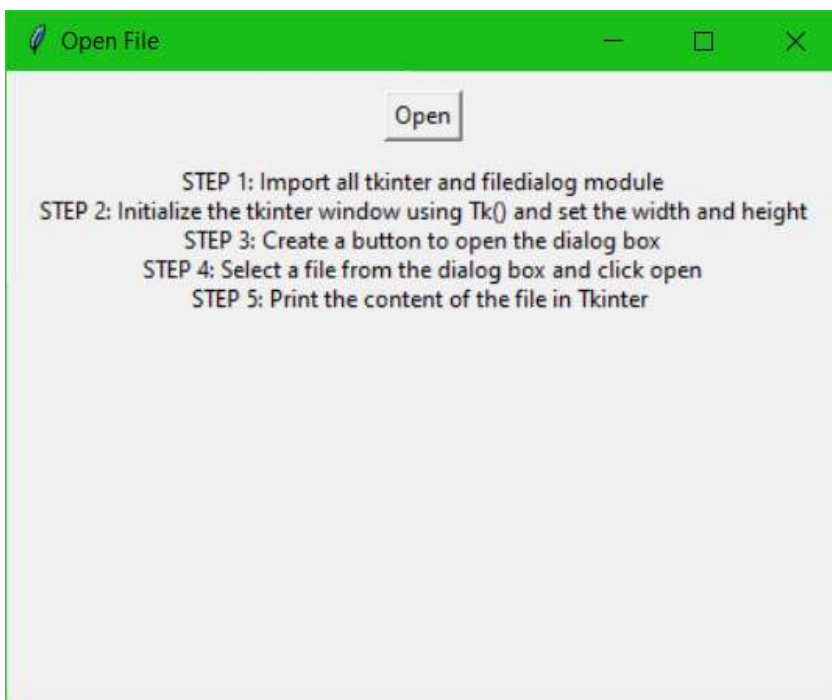 Open File
Open
STEP 1: Import all tkinter and filedialog module
STEP 2: Initialize the tkinter window using Tk() and set the width and height
STEP 3: Create a button to open the dialog box
STEP 4: Select a file from the dialog box and click open
STEP 5: Print the content of the file in Tkinter